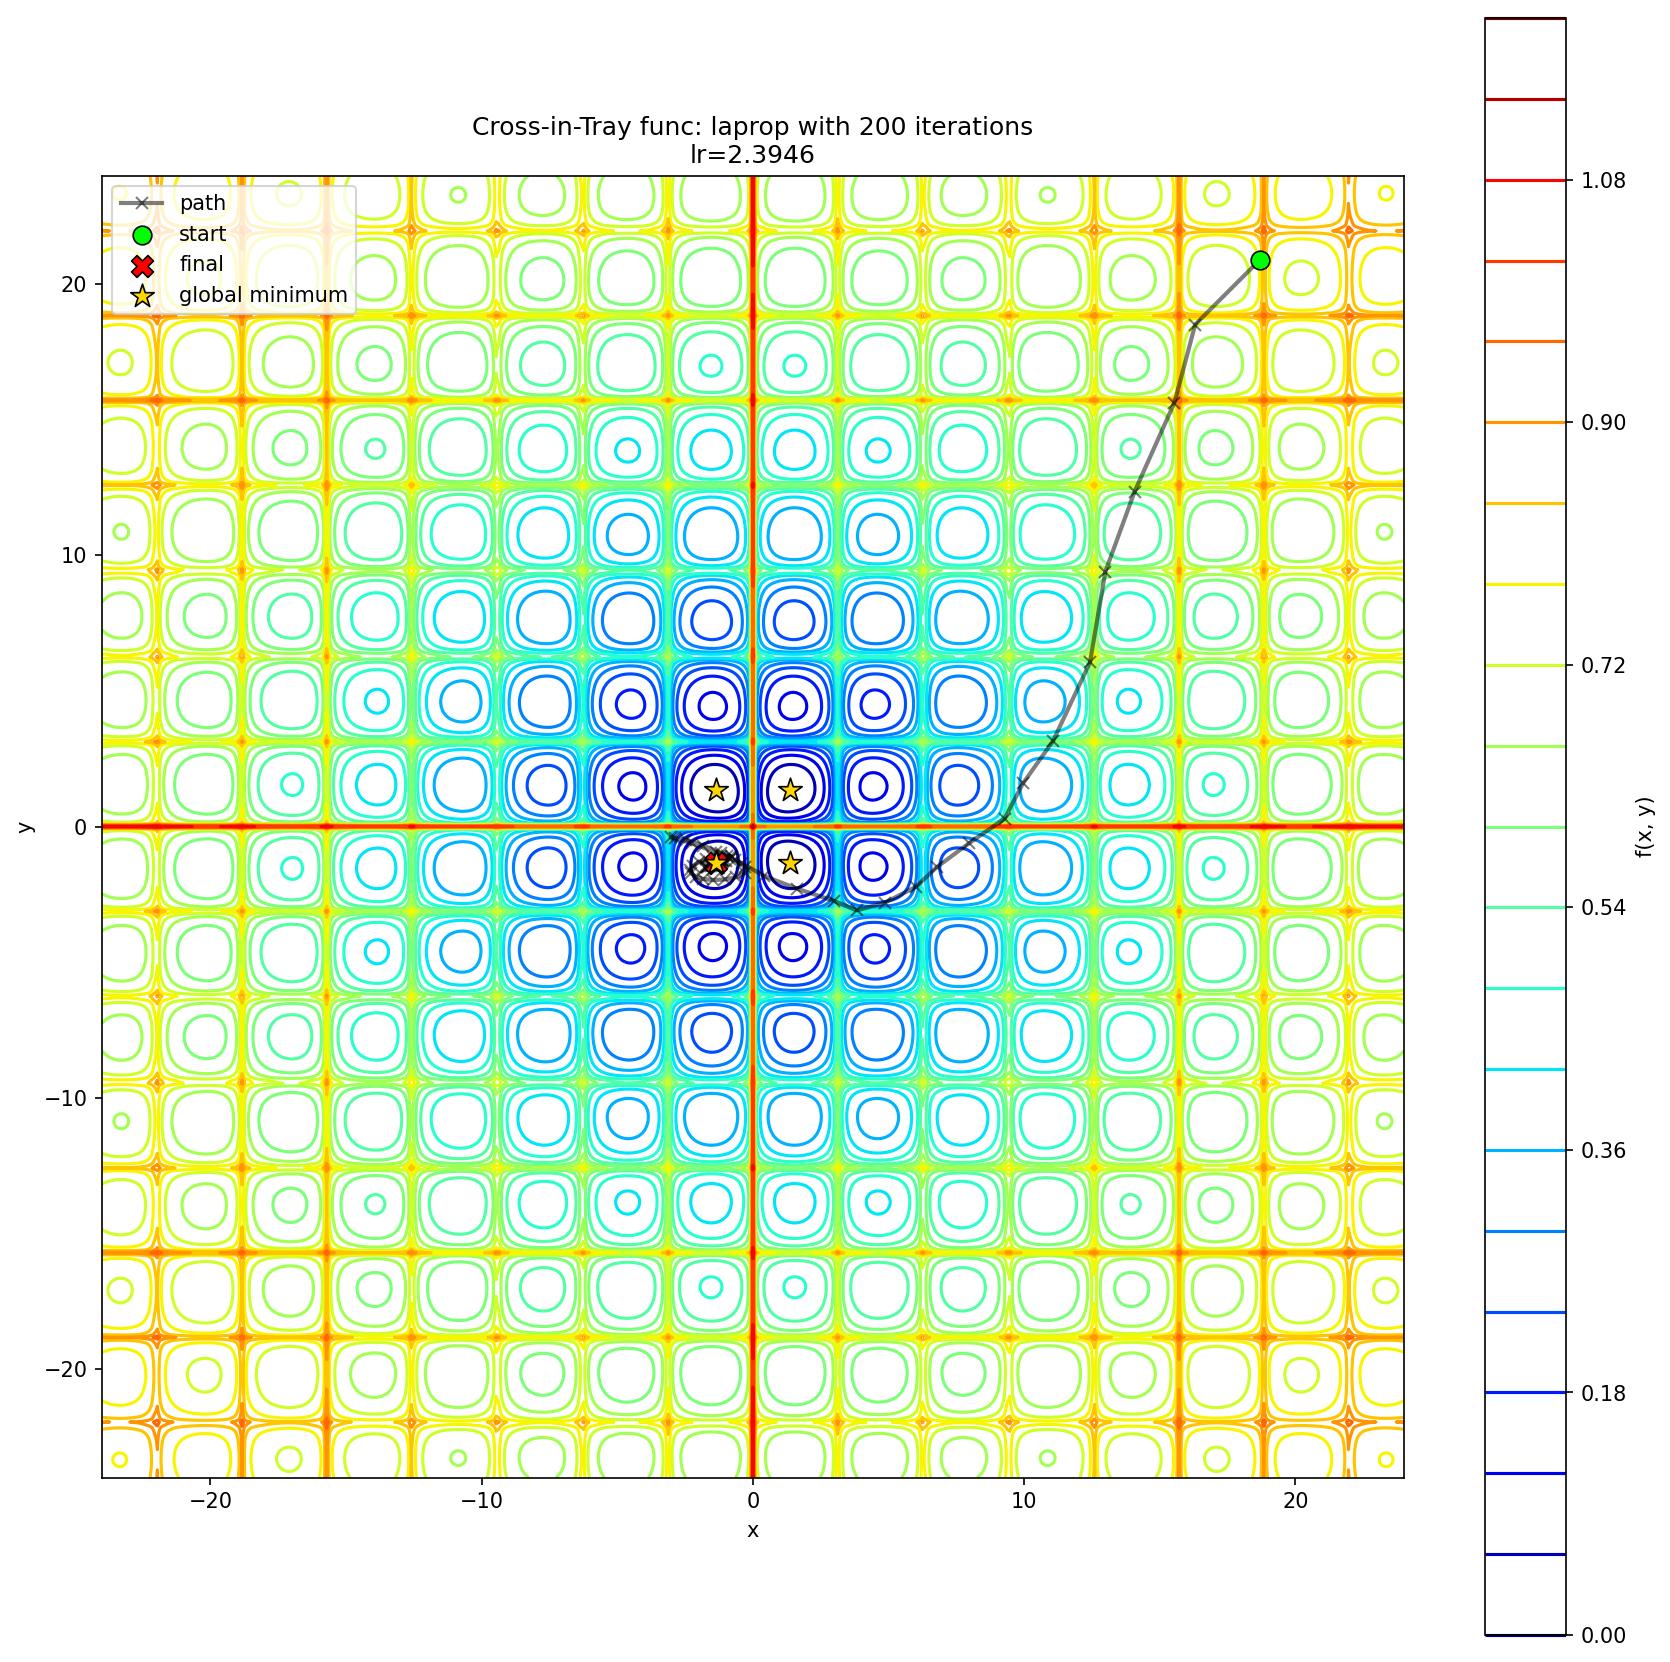 Cross-in-Tray func: laprop with 200 iterations
lr=2.3946
path
start
final
global minimum
20
10
0
−10
−20
y
−20
−10
0
10
20
x
1.08
0.90
0.72
0.54
0.36
0.18
0.00
f(x, y)